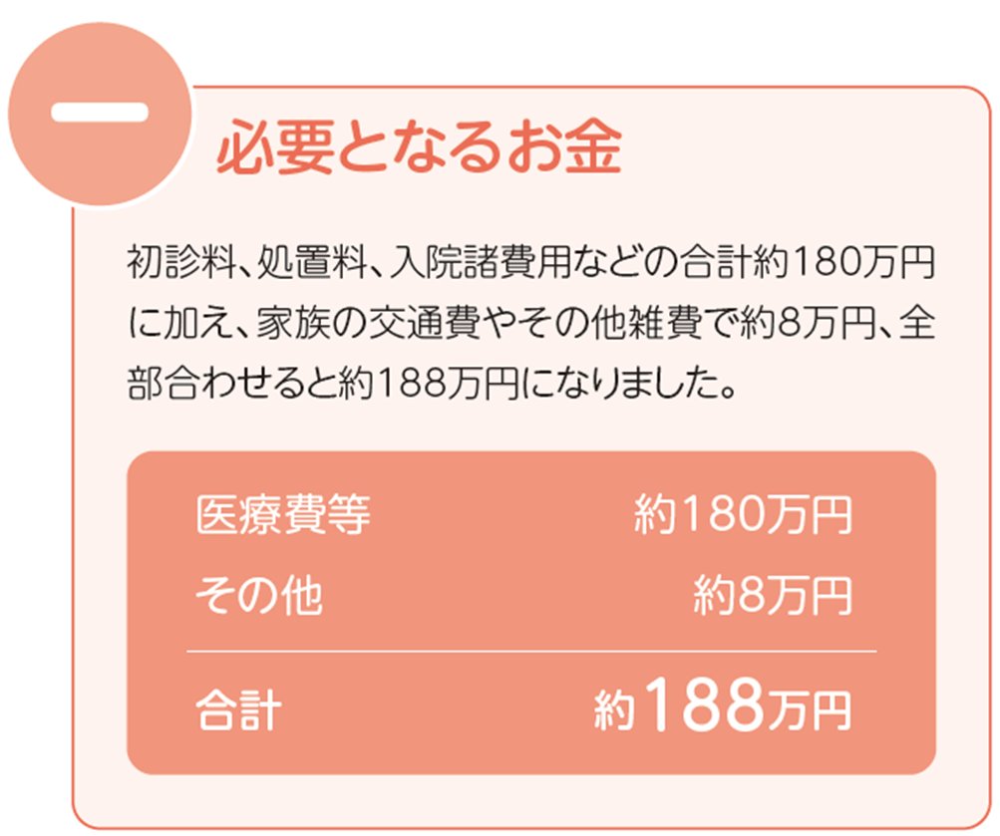 必要となるお金
初診料、処置料、入院諸費用などの合計約180万円
に加え、家族の交通費やその他雑費で約8万円、全
部合わせると約188万円になりました。
医療費等 約180万円
その他 約8万円
合計 約188万円